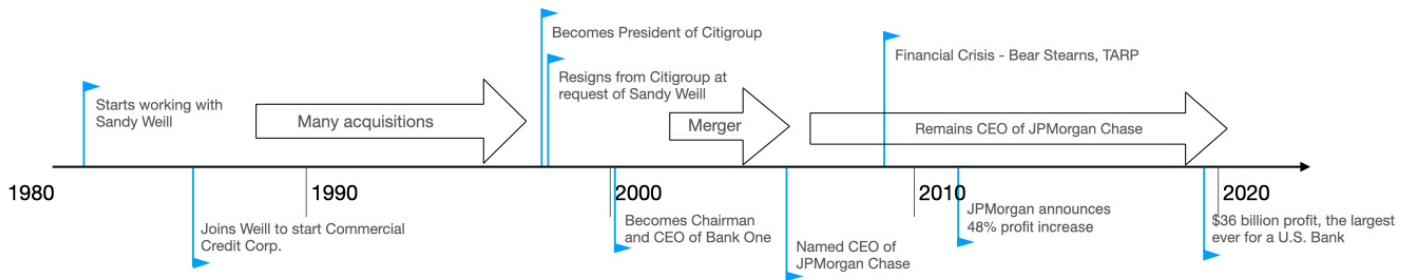 Becomes President of Citigroup
Financial Crisis - Bear Stearns, TARP
Resigns from Citigroup at
request of Sandy Weill
Starts working with
Sandy Weill
Many acquisitions
Merger
Remains CEO of JPMorgan Chase
1980
1990
2000
2010
2020
Joins Weill to start Commercial
Credit Corp.
Becomes Chairman
and CEO of Bank One
Named CEO of
JPMorgan Chase
JPMorgan announces
48% profit increase
$36 billion profit, the largest
ever for a U.S. Bank